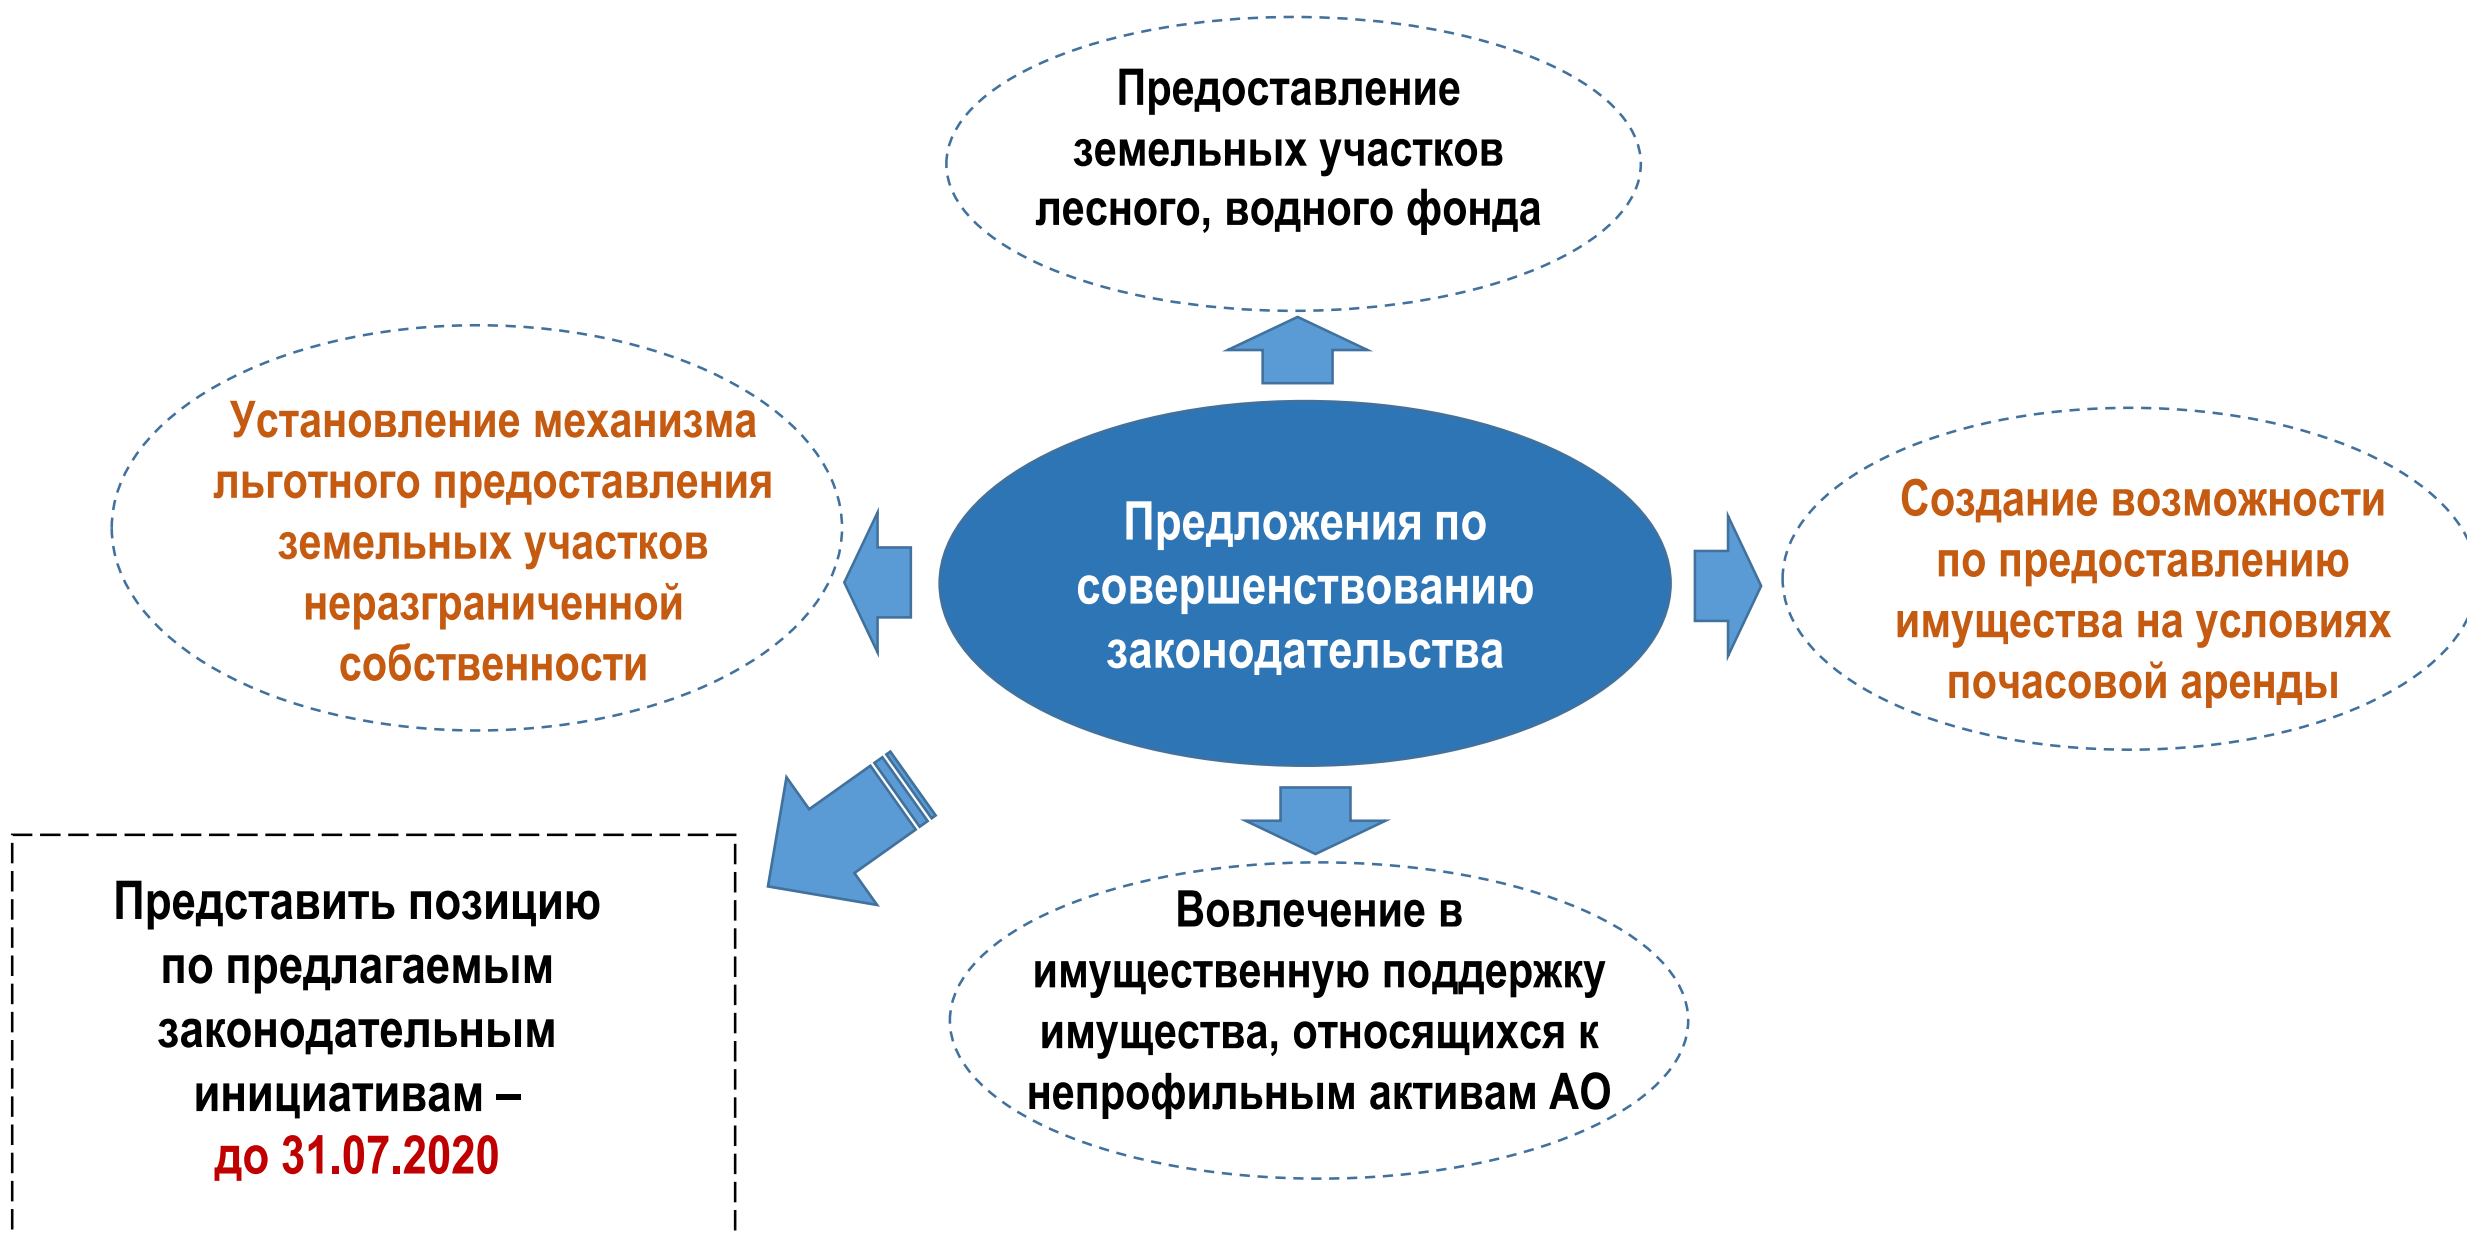 Предоставление
земельных участков
лесного, водного фонда
Установление механизма
льготного предоставления
земельных участков
неразграниченной
собственности
Предложения по
совершенствованию
законодательства
Создание возможности
по предоставлению
имущества на условиях
почасовой аренды
Представить позицию
по предлагаемым
законодательным
инициативам –
до 31.07.2020
Вовлечение в
имущественную поддержку
имущества, относящихся к
непрофильным активам АО